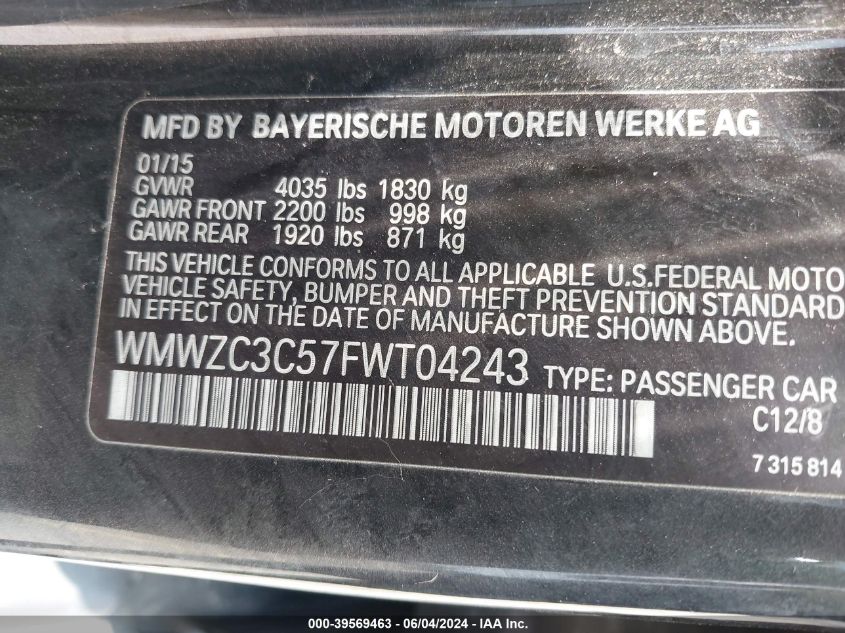 MFD BY BAYERISCHE MOTOREN WERKE AG
01/15
GVWR 4035 lbs 1830 kg
GAWR FRONT 2200 lbs 998 kg
GAWR REAR 1920 lbs 871 kg
THIS VEHICLE CONFORMS TO ALL APPLICABLE U.S.FEDERAL MOTO
VEHICLE SAFETY, BUMPER AND THEFT PREVENTION STANDARD
IN EFFECT ON THE DATE OF MANUFACTURE SHOWN ABOVE.
WMWZC3C57FWT04243 TYPE: PASSENGER CAR
C12/8
7 315 814
000-39569463 - 06/04/2024 - IAAI.com